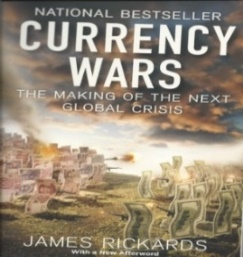 NATIONAL BESTSELLER
CURRENCY
WARS
THE MAKING OF THE NEXT
GLOBAL CRISIS
JAMES RICKARDS
With a New Afterword